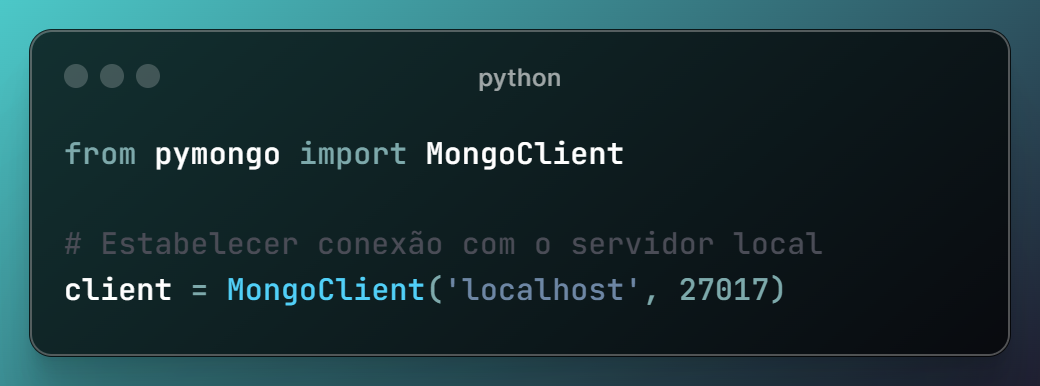 python
from pymongo import MongoClient
# Estabelecer conexão com o servidor local
client = MongoClient('localhost', 27017)